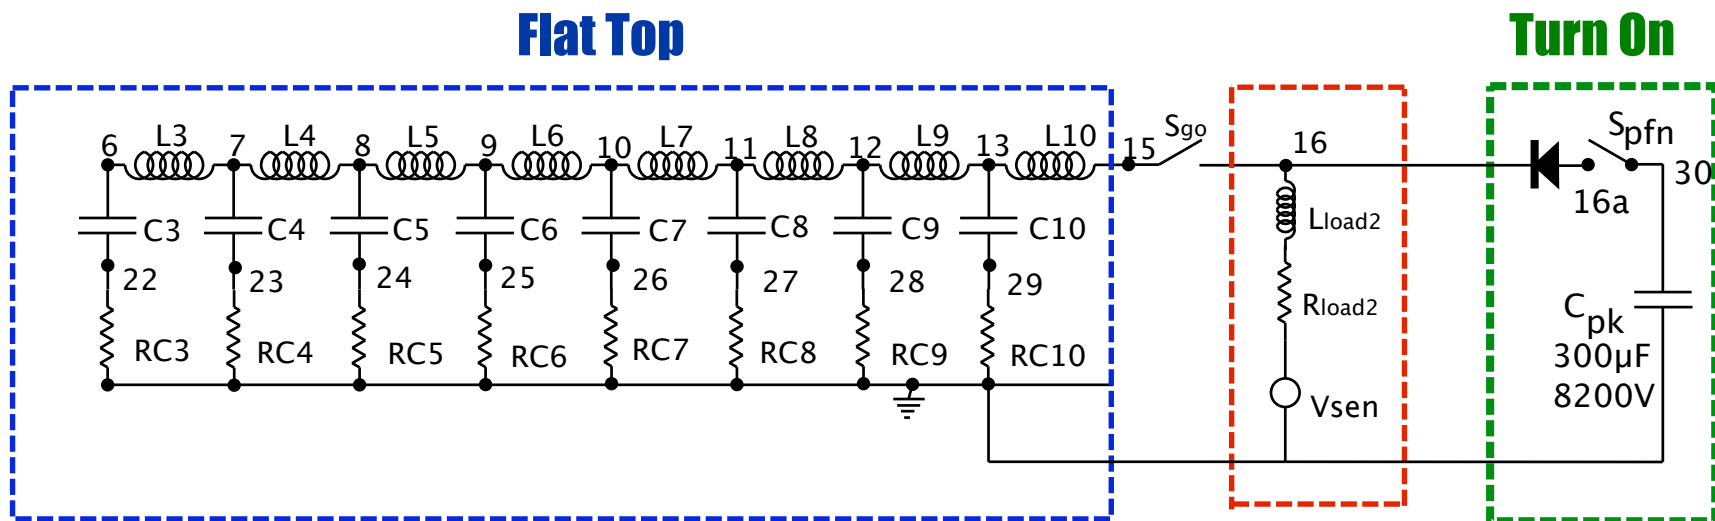 Flat Top
Turn On
L3 L4 L5 L6 L7 L8 L9 L10
6 7 8 9 10 11 12 13 15 Sgo 16 Spfn
30
16a
C3 C4 C5 C6 C7 C8 C9 C10 Lload2
22 23 24 25 26 27 28 29
Rload2
Cpk
RC3 RC4 RC5 RC6 RC7 RC8 RC9 RC10
300µF
8200V
Vsen